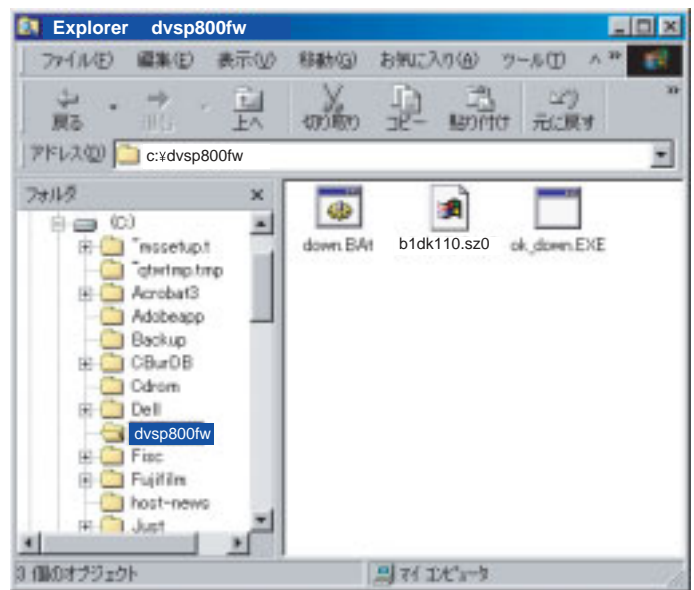 Explorer dvsp800fw
ファイル(F) 編集(E) 表示(V) 移動(G) お気に入り(A) ツール(T) ヘ »
戻る 進む 上へ 切り取り コピー 貼り付け 元に戻す »
アドレス(D) c:¥dvsp800fw
フォルダ ×
(C:)
~mssetup.t
~qtwtmp.tmp
Acrobat3
Adobeapp
Backup
CBurDB
Cdrom
Dell
dvsp800fw
Fisc
Fujifilm
host-news
Just
down.BAt b1dk110.sz0 ok_down.EXE
3 個のオブジェクト マイ コンピュータ